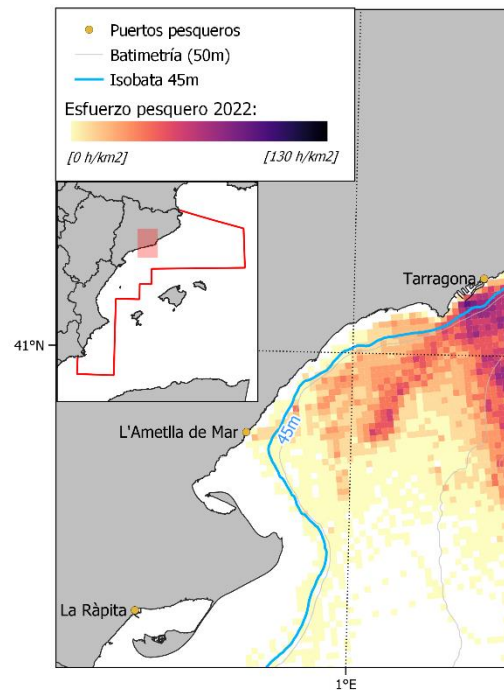 Puertos pesqueros
Batimetría (50m)
Isobata 45m
Esfuerzo pesquero 2022:
[0 h/km2]
[130 h/km2]
Tarragona
41°N
45m
L'Ametlla de Mar
La Ràpita
1°E